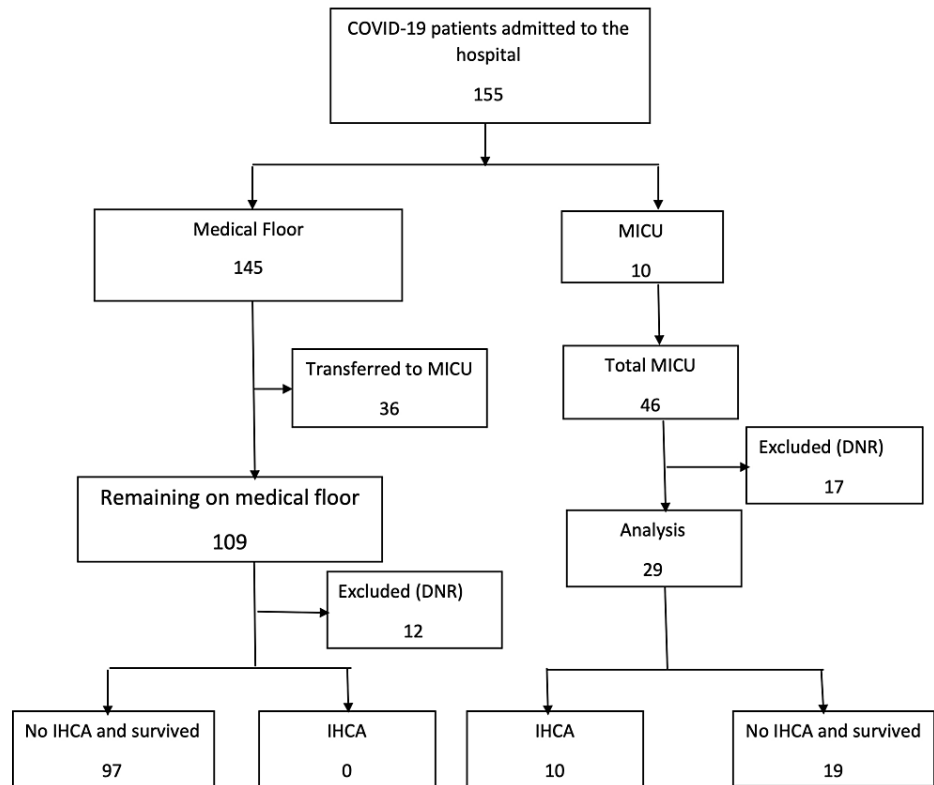 COVID-19 patients admitted to the
hospital
155
Medical Floor
145
MICU
10
Transferred to MICU
36
Total MICU
46
Excluded (DNR)
17
Remaining on medical floor
109
Analysis
29
Excluded (DNR)
12
No IHCA and survived
97
IHCA
0
IHCA
10
No IHCA and survived
19